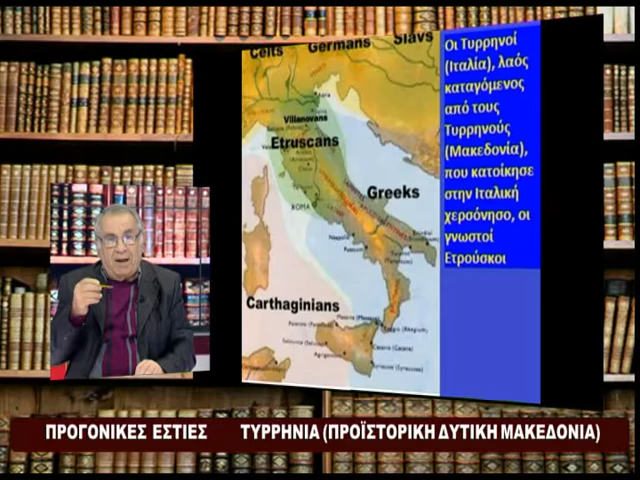 Celts Germans Slavs
Villanovans
Etruscans
ROMA
Greeks
Carthaginians
Οι Τυρρηνοί
(Ιταλία), λαός
καταγόμενος
από τους
Τυρρηνούς
(Μακεδονία),
που κατοίκησε
στην Ιταλική
χερσόνησο, οι
γνωστοί
Ετρούσκοι
ΠΡΟΓΟΝΙΚΕΣ ΕΣΤΙΕΣ ΤΥΡΡΗΝΙΑ (ΠΡΟΪΣΤΟΡΙΚΗ ΔΥΤΙΚΗ ΜΑΚΕΔΟΝΙΑ)